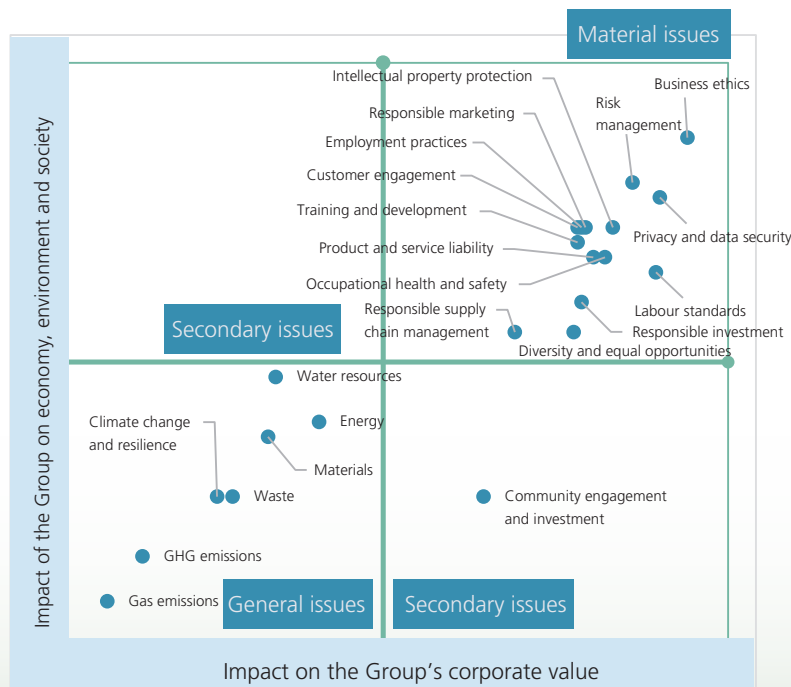 Material issues
Intellectual property protection
Business ethics
Responsible marketing
Risk
management
Employment practices
Customer engagement
Training and development
Privacy and data security
Product and service liability
Occupational health and safety
Labour standards
Responsible supply
chain management
Responsible investment
Diversity and equal opportunities
Secondary issues
Water resources
Climate change
and resilience
Energy
Materials
Waste
Community engagement
and investment
GHG emissions
Gas emissions
General issues
Secondary issues
Impact of the Group on economy, environment and society
Impact on the Group's corporate value